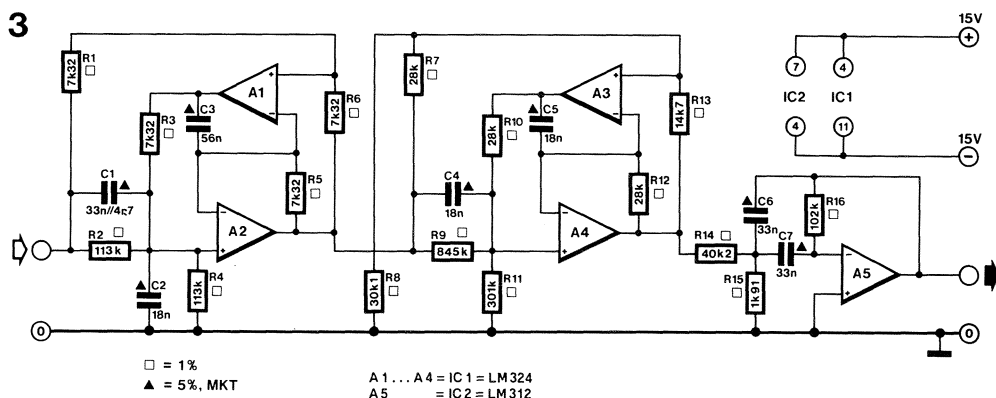 3
R1
7k32
R3
7k32
A1
C3
56n
R6
7k32
R5
7k32
C1
33n//4n7
R2
113k
A2
C2
18n
R4
113k
R7
28k
R10
28k
A3
C5
18n
R13
14k7
R12
28k
C4
18n
R9
845k
A4
R8
30k1
R11
301k
R14
40k2
R15
1k91
C6
33n
C7
33n
R16
102k
A5
15V
+
7
4
IC2
IC1
4
11
15V
−
0
0
□ = 1%
▲ = 5%, MKT
A1...A4 = IC1 = LM324
A5 = IC2 = LM312